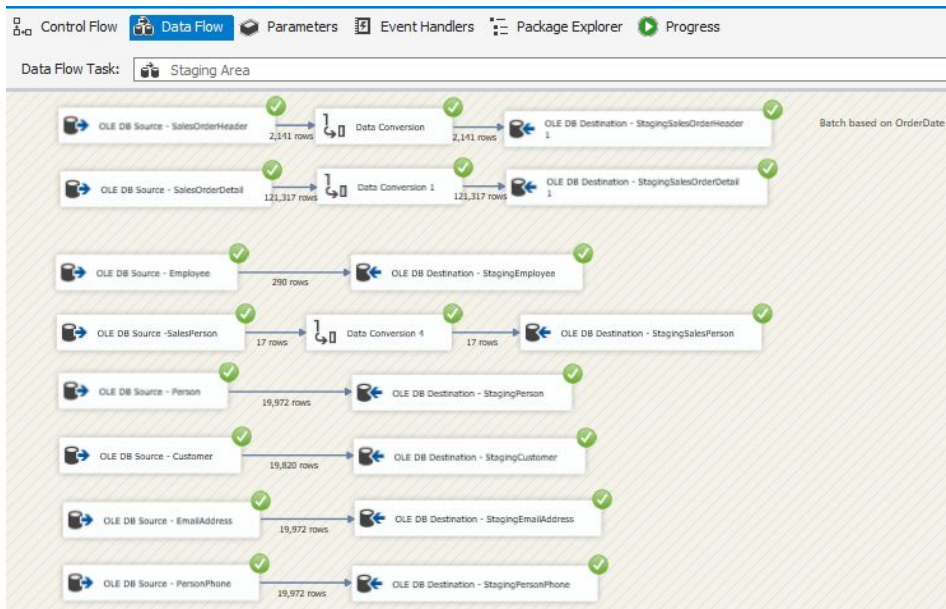 Control Flow Data Flow Parameters Event Handlers Package Explorer Progress
Data Flow Task: Staging Area
OLE DB Source - SalesOrderHeader
2,141 rows
Data Conversion
2,141 rows
OLE DB Destination - StagingSalesOrderHeader
1
Batch based on OrderDate
OLE DB Source - SalesOrderDetail
121,317 rows
Data Conversion 1
121,317 rows
OLE DB Destination - StagingSalesOrderDetail
1
OLE DB Source - Employee
290 rows
OLE DB Destination - StagingEmployee
OLE DB Source -SalesPerson
17 rows
Data Conversion 4
17 rows
OLE DB Destination - StagingSalesPerson
OLE DB Source - Person
19,972 rows
OLE DB Destination - StagingPerson
OLE DB Source - Customer
19,820 rows
OLE DB Destination - StagingCustomer
OLE DB Source - EmailAddress
19,972 rows
OLE DB Destination - StagingEmailAddress
OLE DB Source - PersonPhone
19,972 rows
OLE DB Destination - StagingPersonPhone